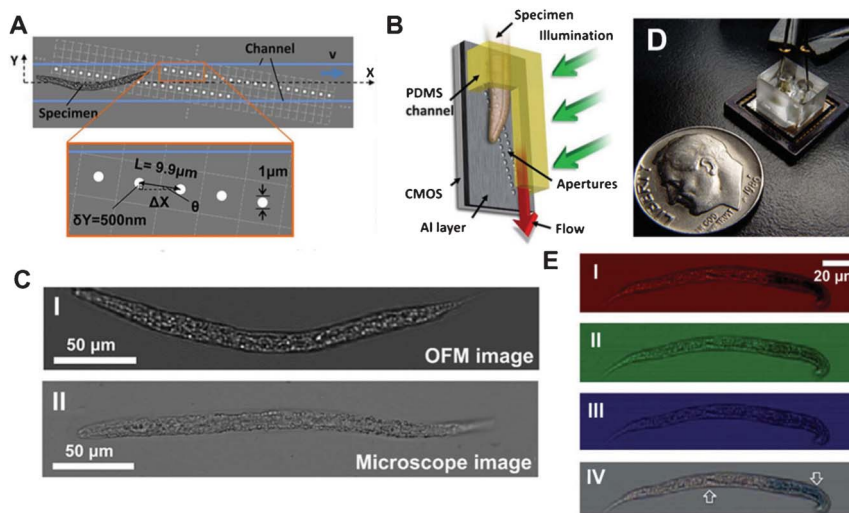 A
Y
Channel
V
X
Specimen
L= 9.9µm
1µm
δY=500nm
ΔX
θ
B
Specimen
Illumination
PDMS
channel
CMOS
Apertures
Al layer
Flow
D
LIBERTY
C
I
50 µm
OFM image
II
50 µm
Microscope image
E
I
20 µm
II
III
IV